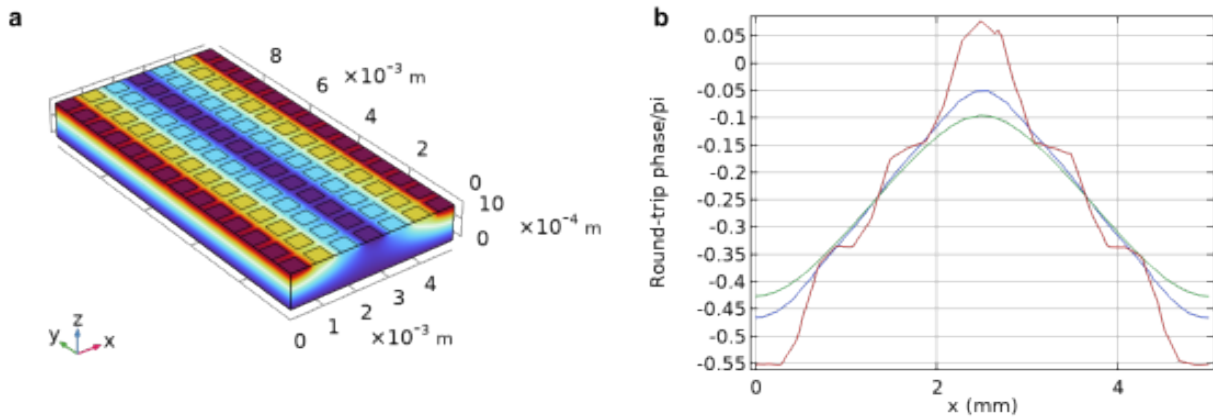 a
8
6
×10⁻³ m
4
2
0
10
0
×10⁻⁴ m
4
3
2
1
0
×10⁻³ m
z
y
x
b
Round-trip phase/pi
0.05
0
-0.05
-0.1
-0.15
-0.2
-0.25
-0.3
-0.35
-0.4
-0.45
-0.5
-0.55
0
2
4
x (mm)